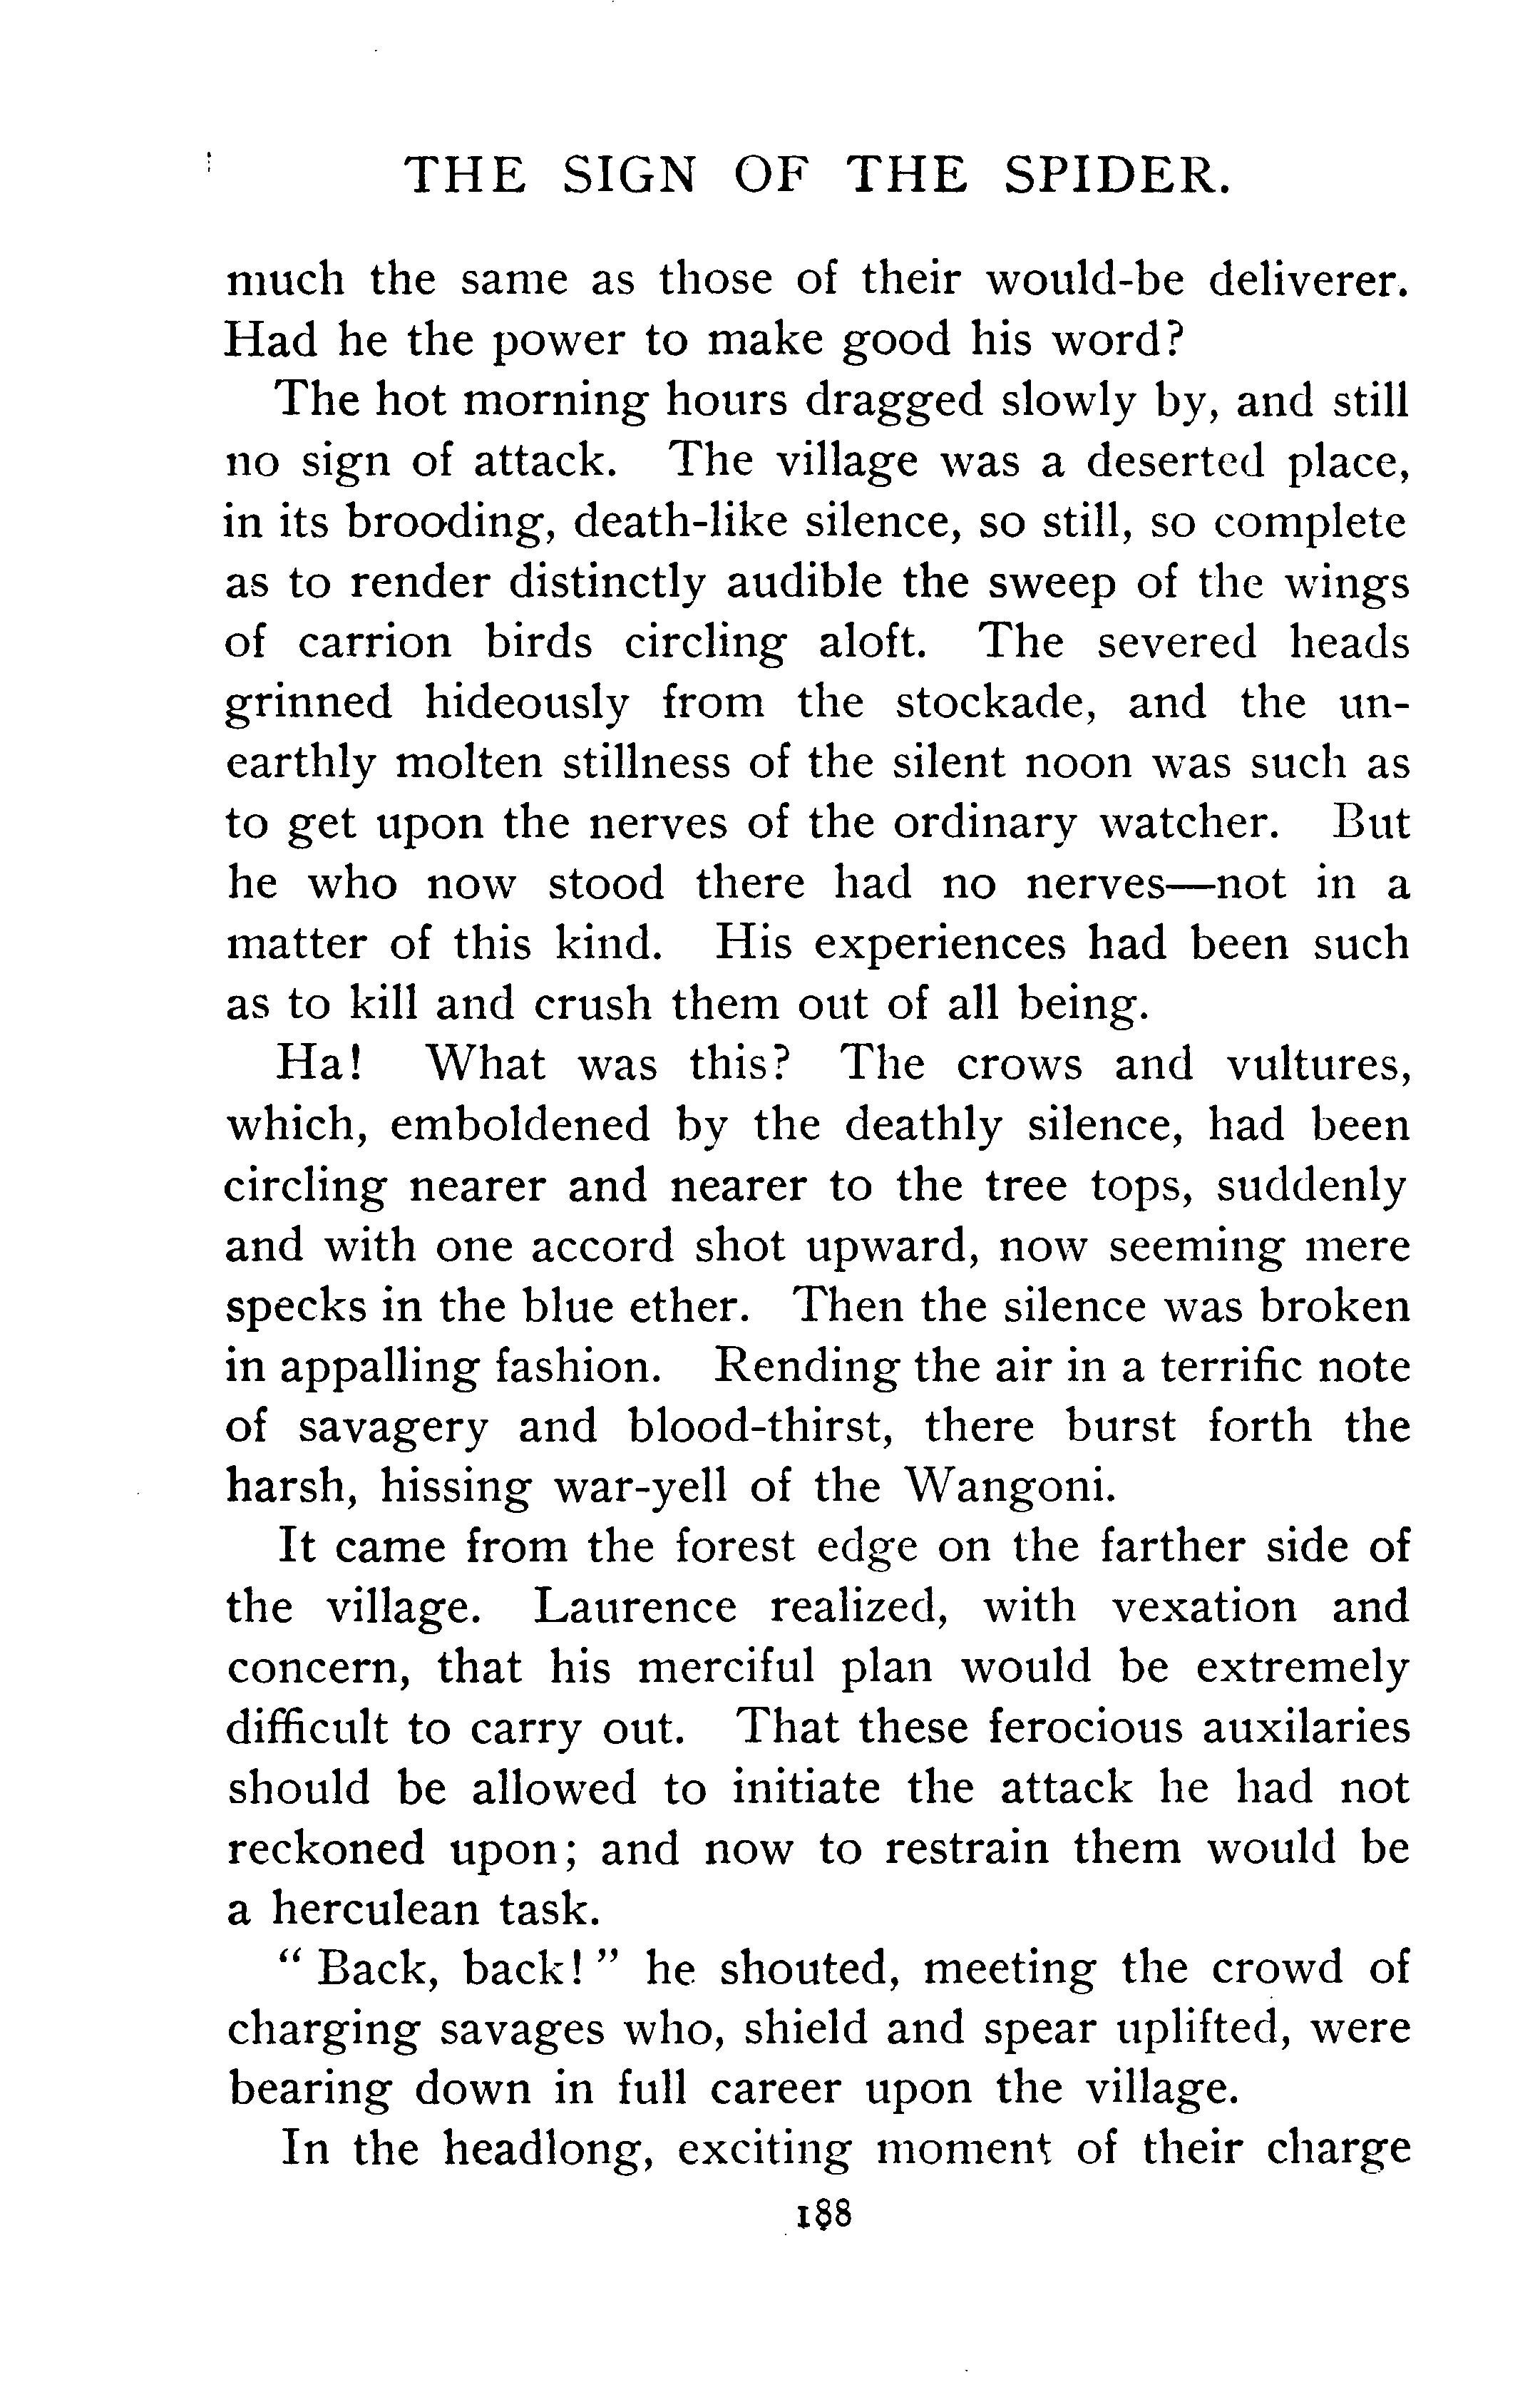 THE SIGN OF THE SPIDER.
much the same as those of their would-be deliverer.
Had he the power to make good his word?
The hot morning hours dragged slowly by, and still
no sign of attack. The village was a deserted place,
in its brooding, death-like silence, so still, so complete
as to render distinctly audible the sweep of the wings
of carrion birds circling aloft. The severed heads
grinned hideously from the stockade, and the un-
earthly molten stillness of the silent noon was such as
to get upon the nerves of the ordinary watcher. But
he who now stood there had no nerves—not in a
matter of this kind. His experiences had been such
as to kill and crush them out of all being.
Ha! What was this? The crows and vultures,
which, emboldened by the deathly silence, had been
circling nearer and nearer to the tree tops, suddenly
and with one accord shot upward, now seeming mere
specks in the blue ether. Then the silence was broken
in appalling fashion. Rending the air in a terrific note
of savagery and blood-thirst, there burst forth the
harsh, hissing war-yell of the Wangoni.
It came from the forest edge on the farther side of
the village. Laurence realized, with vexation and
concern, that his merciful plan would be extremely
difficult to carry out. That these ferocious auxilaries
should be allowed to initiate the attack he had not
reckoned upon; and now to restrain them would be
a herculean task.
" Back, back! " he shouted, meeting the crowd of
charging savages who, shield and spear uplifted, were
bearing down in full career upon the village.
In the headlong, exciting moment of their charge
188